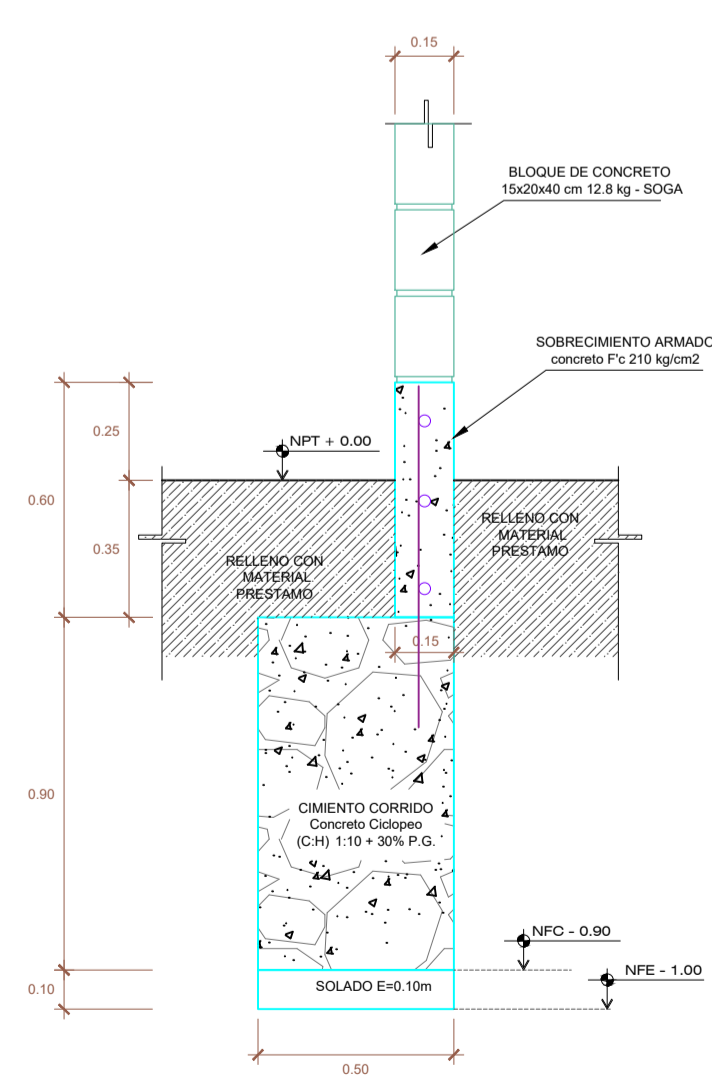 0.15
BLOQUE DE CONCRETO
15x20x40 cm 12.8 kg - SOGA
SOBRECIMIENTO ARMADO
concreto F'c 210 kg/cm2
0.25
NPT + 0.00
0.60
0.35
RELLENO CON
MATERIAL
PRESTAMO
RELLENO CON
MATERIAL
PRESTAMO
0.15
0.90
CIMIENTO CORRIDO
Concreto Ciclopeo
(C:H) 1:10 + 30% P.G.
NFC - 0.90
NFE - 1.00
0.10
SOLADO E=0.10m
0.50